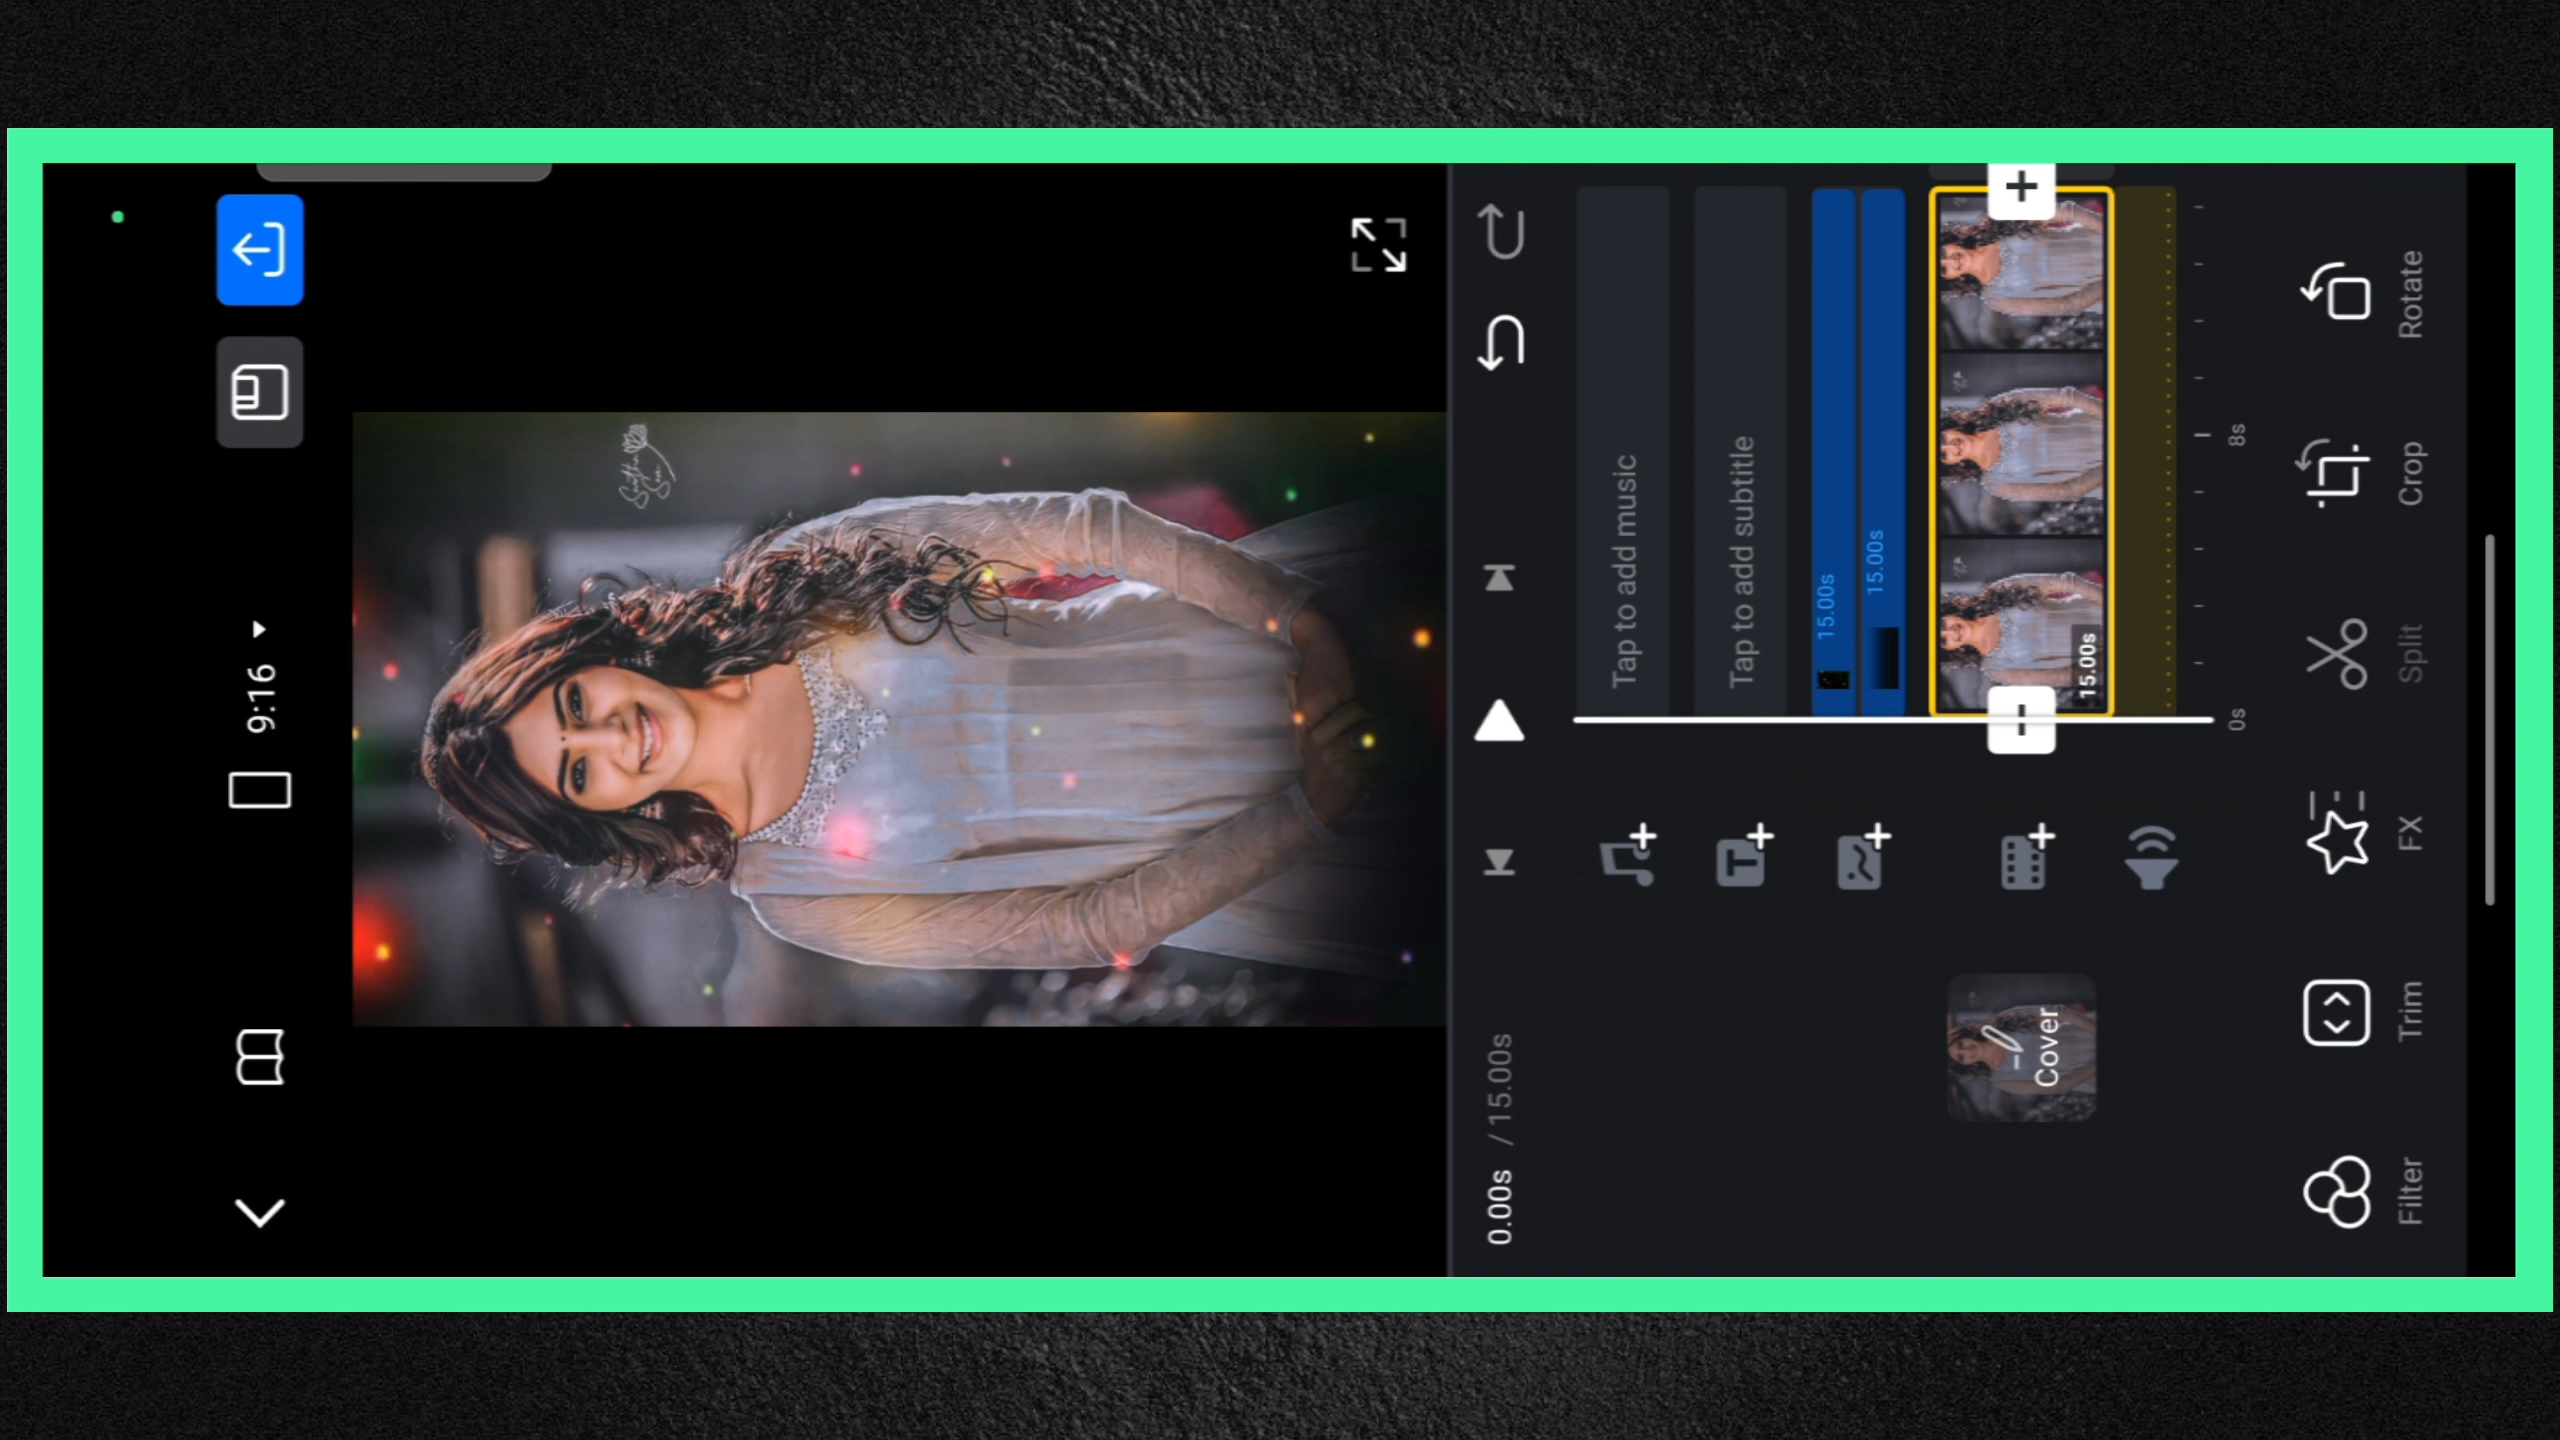 9:16
0.00s / 15.00s
Tap to add music
Tap to add subtitle
15.00s
15.00s
Cover
15.00s
0s
8s
Filter
Trim
FX
Split
Crop
Rotate